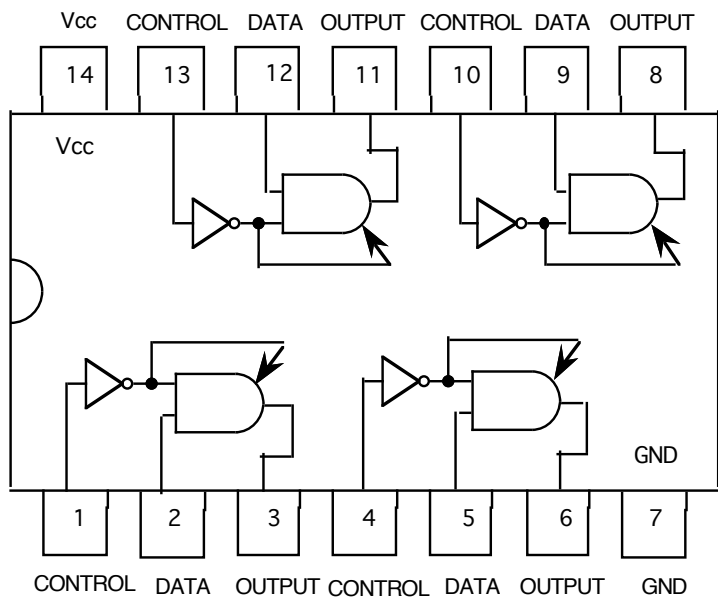 Vcc CONTROL DATA OUTPUT CONTROL DATA OUTPUT
14 13 12 11 10 9 8
Vcc
GND
1 2 3 4 5 6 7
CONTROL DATA OUTPUT CONTROL DATA OUTPUT GND